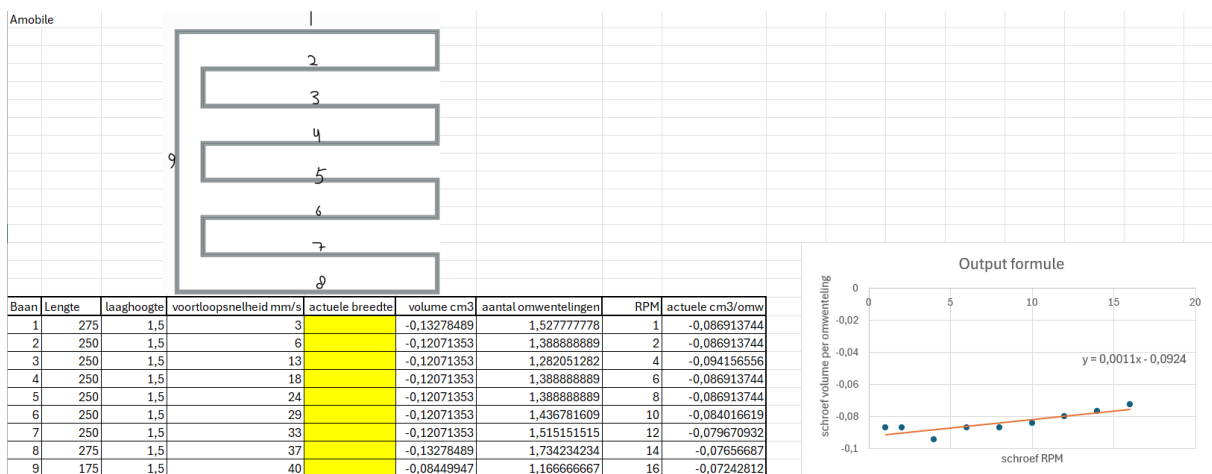 Amobile
1
2
3
4
9
5
6
7
8
Output formule
schroef volume per omwenteling
0
-0,02
-0,04
-0,06
-0,08
-0,1
0 5 10 15 20
y = 0,0011x - 0,0924
schroef RPM
Baan Lengte laaghoogte voortloopsnelheid mm/s actuele breedte volume cm3 aantal omwentelingen RPM actuele cm3/omw
1 275 1,5 3 -0,13278489 1,527777778 1 -0,086913744
2 250 1,5 6 -0,12071353 1,388888889 2 -0,086913744
3 250 1,5 13 -0,12071353 1,282051282 4 -0,094156556
4 250 1,5 18 -0,12071353 1,388888889 6 -0,086913744
5 250 1,5 24 -0,12071353 1,388888889 8 -0,086913744
6 250 1,5 29 -0,12071353 1,436781609 10 -0,084016619
7 250 1,5 33 -0,12071353 1,515151515 12 -0,079670932
8 275 1,5 37 -0,13278489 1,734234234 14 -0,07656687
9 175 1,5 40 -0,08449947 1,166666667 16 -0,07242812